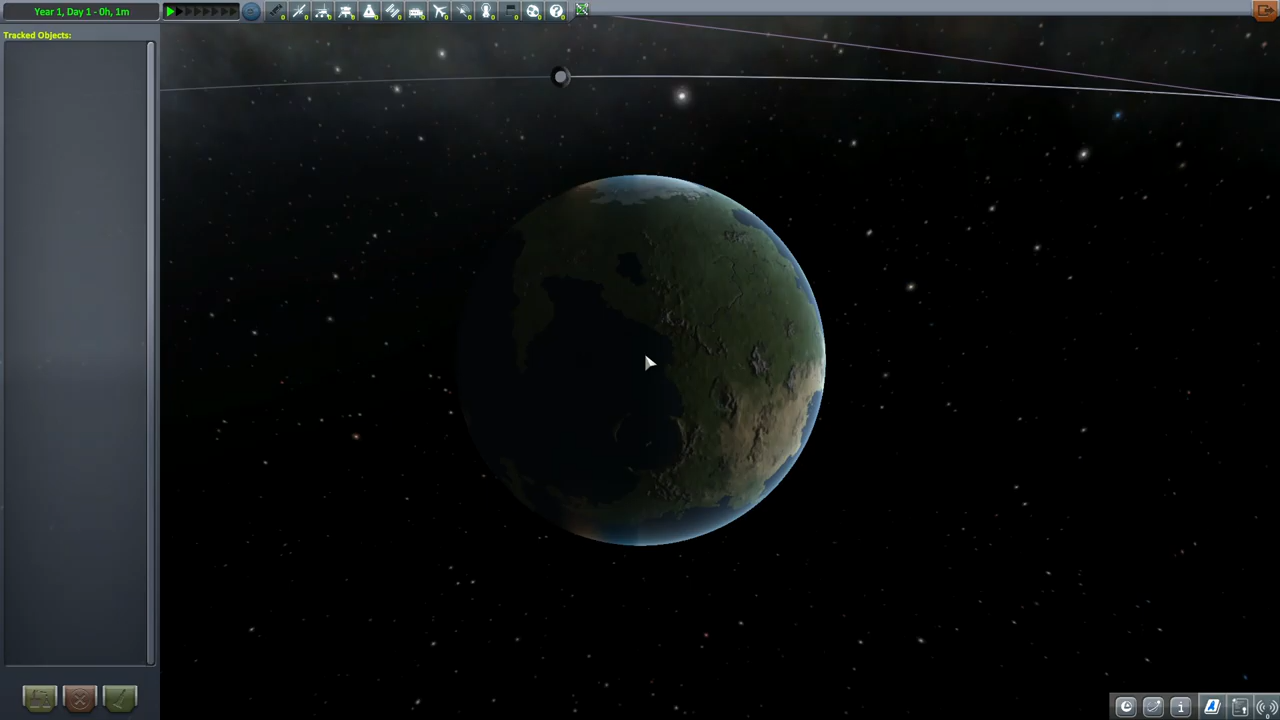 Year 1, Day 1 - 0h, 1m
Tracked Objects: